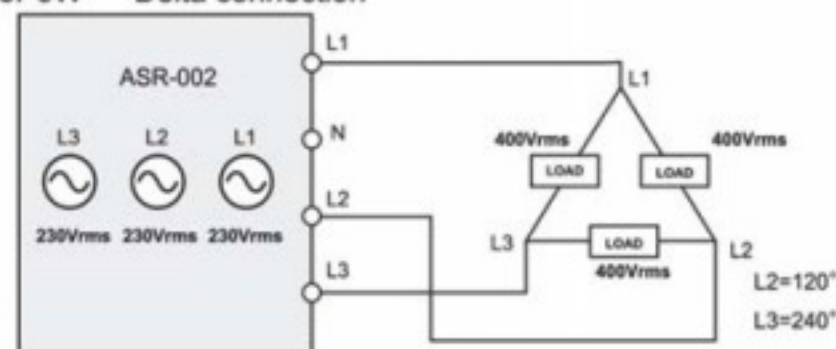 Delta connection
L1
ASR-002
L1
L3 L2 L1
N
400Vrms 400Vrms
LOAD LOAD
L2
230Vrms 230Vrms 230Vrms
L3 LOAD L2
L3
400Vrms
L2=120°
L3=240°